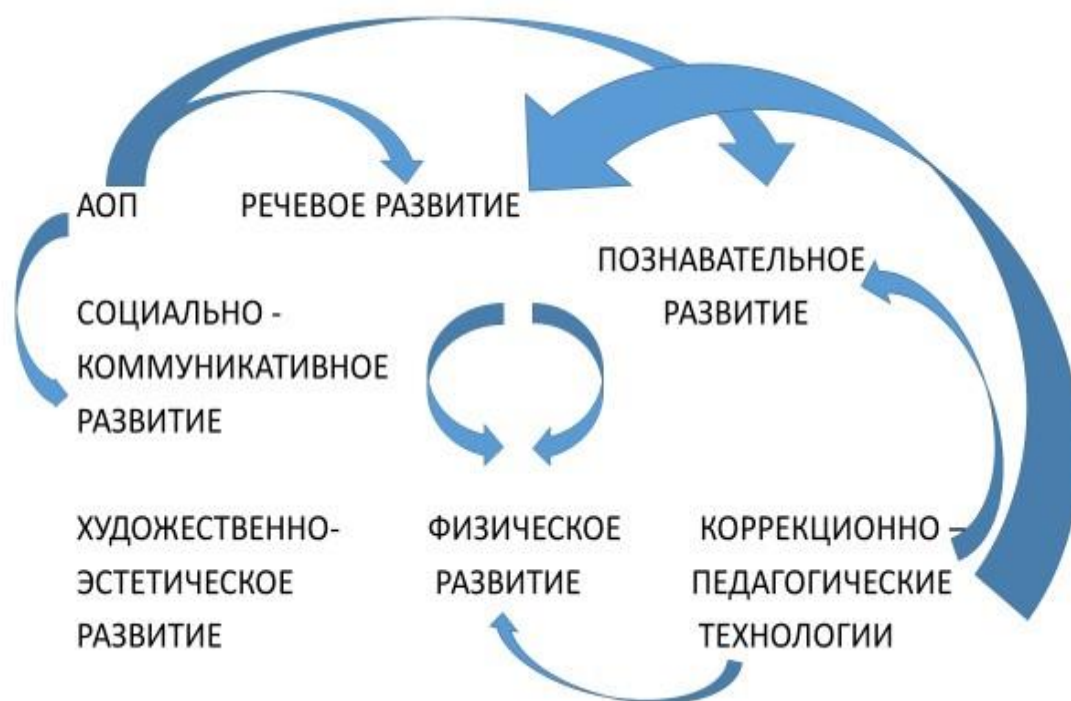 АОП РЕЧЕВОЕ РАЗВИТИЕ
ПОЗНАВАТЕЛЬНОЕ
РАЗВИТИЕ
СОЦИАЛЬНО -
КОММУНИКАТИВНОЕ
РАЗВИТИЕ
ХУДОЖЕСТВЕННО-
ЭСТЕТИЧЕСКОЕ
РАЗВИТИЕ
ФИЗИЧЕСКОЕ
РАЗВИТИЕ
КОРРЕКЦИОННО –
ПЕДАГОГИЧЕСКИЕ
ТЕХНОЛОГИИ